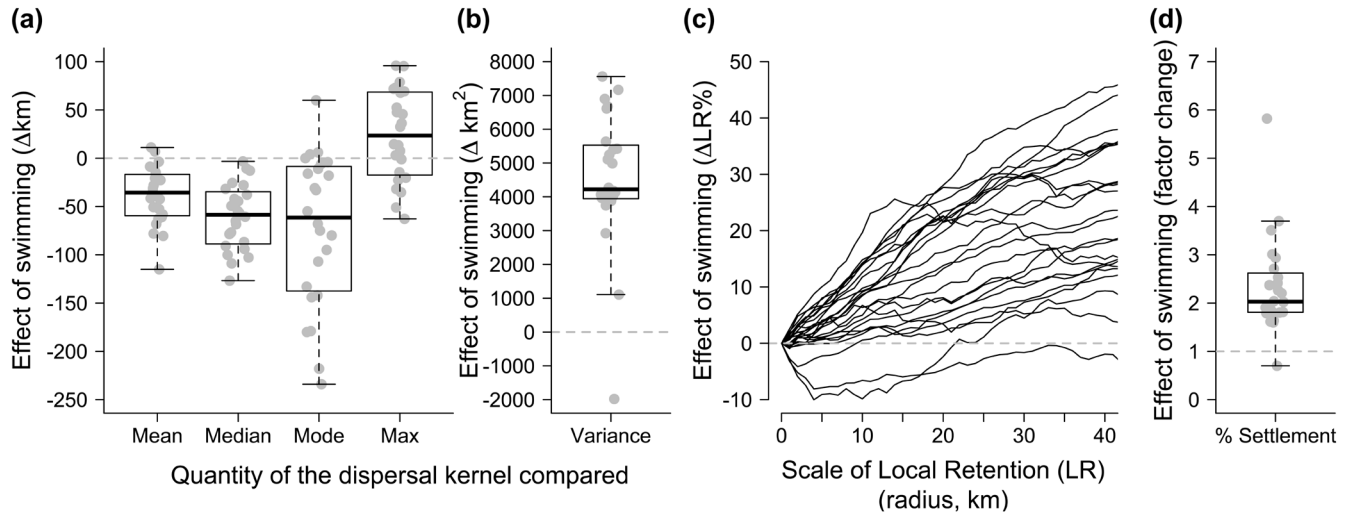 (a)
Effect of swimming (Δkm)
100
50
0
-50
-100
-150
-200
-250
Mean Median Mode Max
Quantity of the dispersal kernel compared
(b)
Effect of swimming (Δ km²)
8000
7000
6000
5000
4000
3000
2000
1000
0
-1000
-2000
Variance
(c)
Effect of swimming (ΔLR%)
50
40
30
20
10
0
-10
0 10 20 30 40
Scale of Local Retention (LR)
(radius, km)
(d)
Effect of swimming (factor change)
7
6
5
4
3
2
1
0
% Settlement